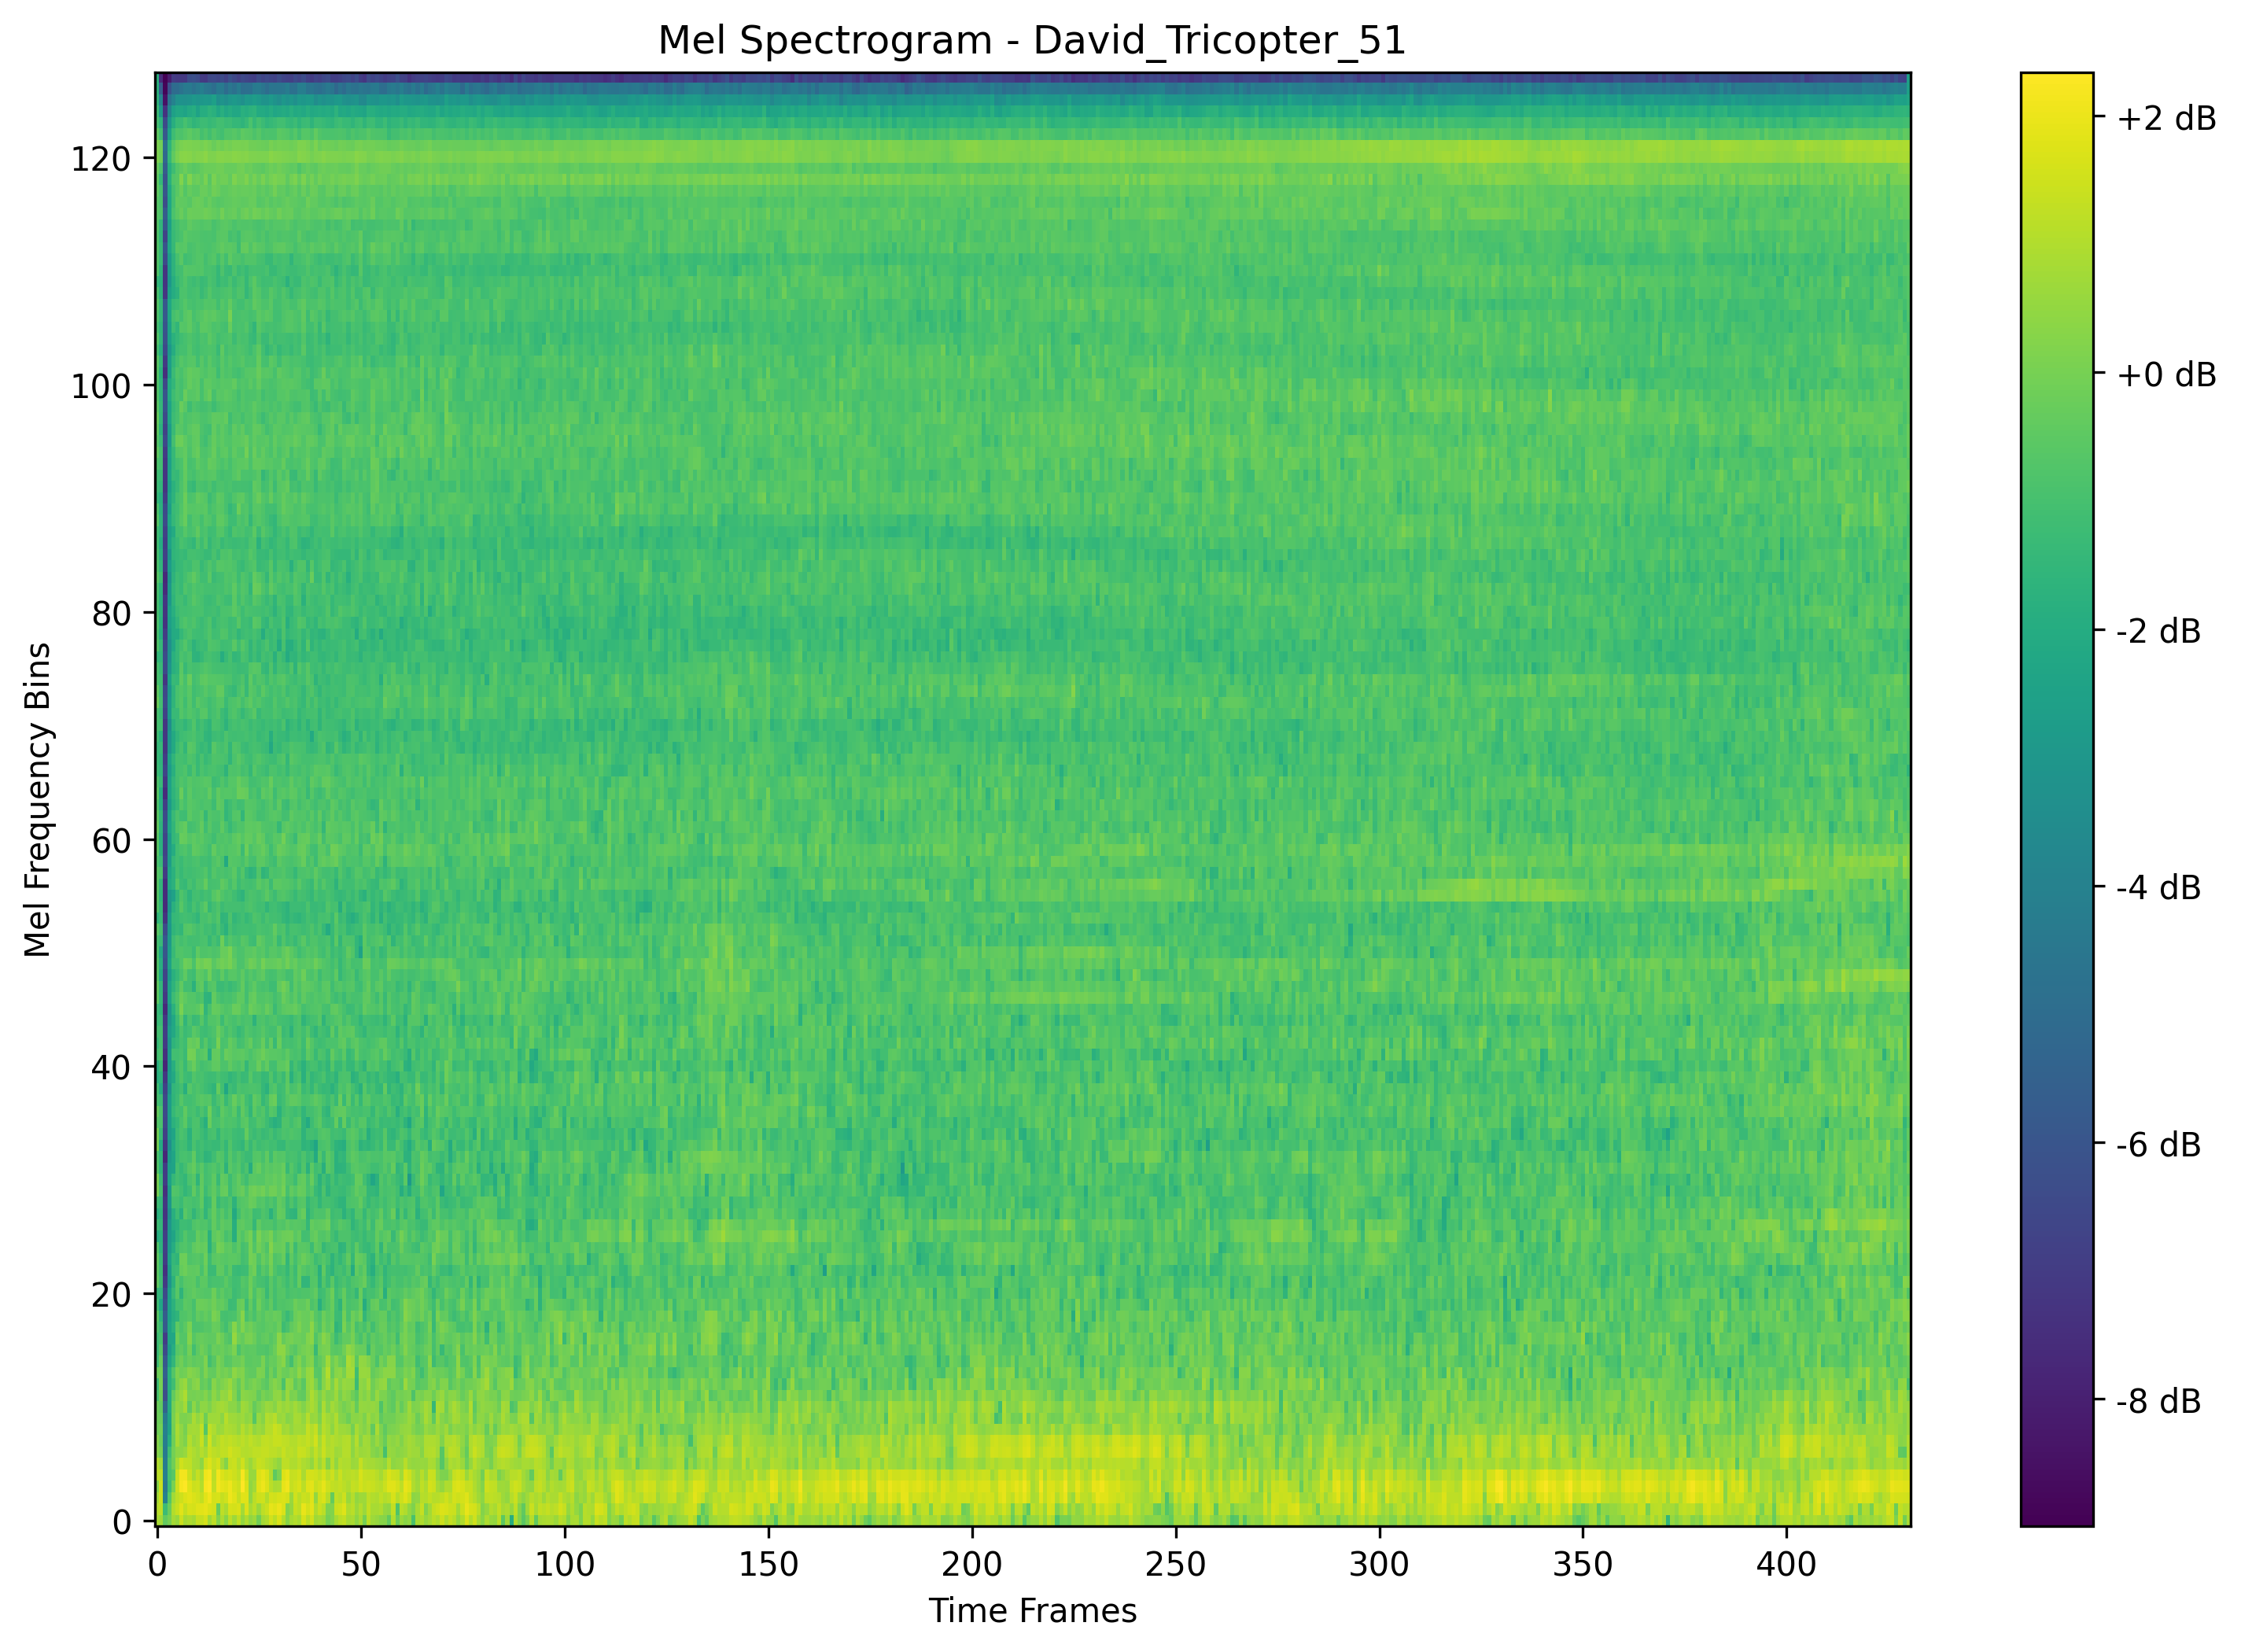 Mel Spectrogram - David_Tricopter_51
Mel Frequency Bins
120
100
80
60
40
20
0
0 50 100 150 200 250 300 350 400
Time Frames
+2 dB
+0 dB
-2 dB
-4 dB
-6 dB
-8 dB